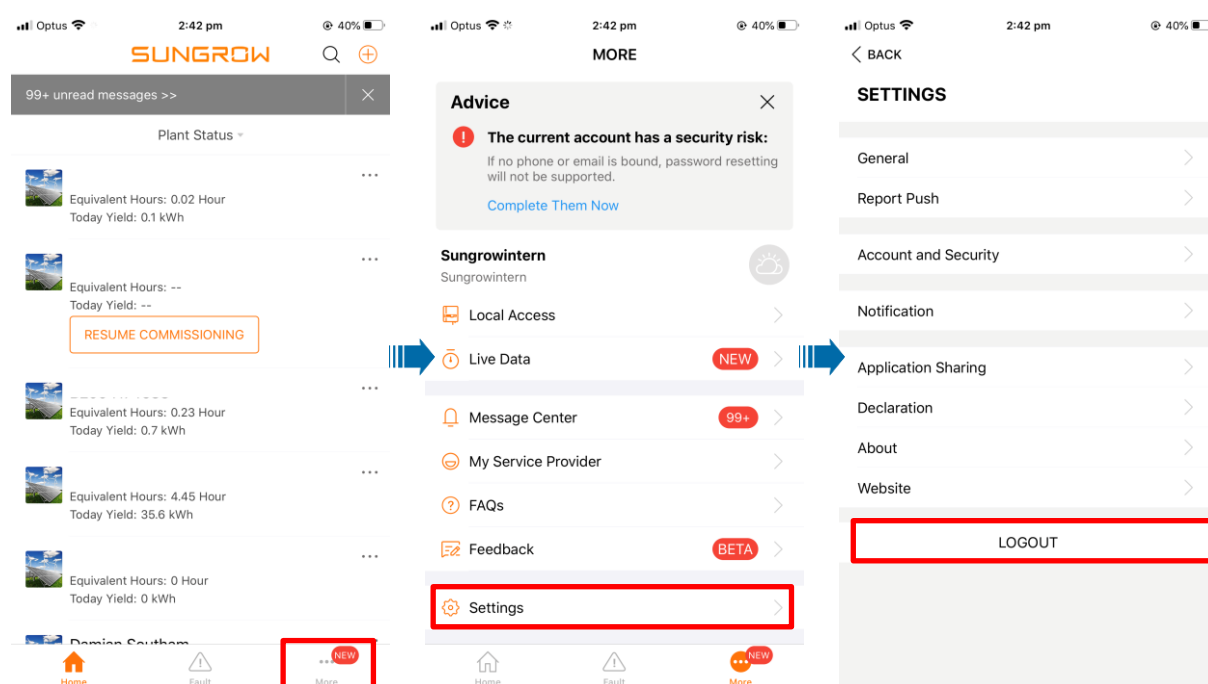 Optus
2:42 pm
40%
SUNGROW
99+ unread messages >>
Plant Status
Equivalent Hours: 0.02 Hour
Today Yield: 0.1 kWh
Equivalent Hours: --
Today Yield: --
RESUME COMMISSIONING
Equivalent Hours: 0.23 Hour
Today Yield: 0.7 kWh
Equivalent Hours: 4.45 Hour
Today Yield: 35.6 kWh
Equivalent Hours: 0 Hour
Today Yield: 0 kWh
Damian Southam
NEW
Home
Fault
More
Optus
2:42 pm
40%
MORE
Advice
The current account has a security risk:
If no phone or email is bound, password resetting
will not be supported.
Complete Them Now
Sungrowintern
Sungrowintern
Local Access
Live Data
NEW
Message Center
99+
My Service Provider
FAQs
Feedback
BETA
Settings
NEW
Home
Fault
More
Optus
2:42 pm
40%
BACK
SETTINGS
General
Report Push
Account and Security
Notification
Application Sharing
Declaration
About
Website
LOGOUT